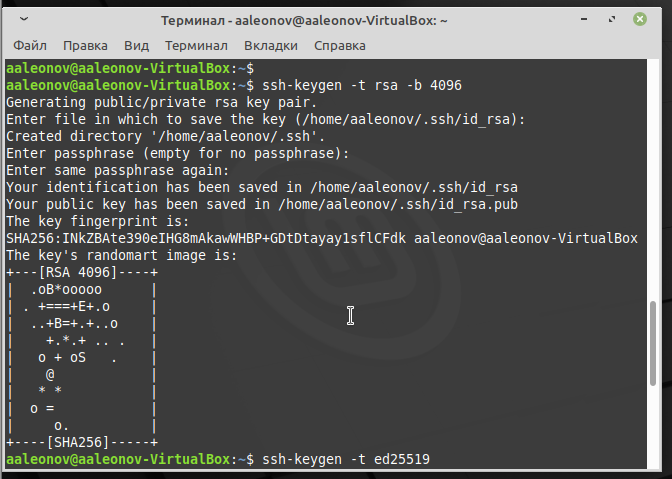 Терминал - aaleonov@aaleonov-VirtualBox: ~
Файл Правка Вид Терминал Вкладки Справка
aaleonov@aaleonov-VirtualBox:~$
aaleonov@aaleonov-VirtualBox:~$ ssh-keygen -t rsa -b 4096
Generating public/private rsa key pair.
Enter file in which to save the key (/home/aaleonov/.ssh/id_rsa):
Created directory '/home/aaleonov/.ssh'.
Enter passphrase (empty for no passphrase):
Enter same passphrase again:
Your identification has been saved in /home/aaleonov/.ssh/id_rsa
Your public key has been saved in /home/aaleonov/.ssh/id_rsa.pub
The key fingerprint is:
SHA256:INkZBAte390eIHG8mAkawWHBP+GDtDtayay1sflCFdk aaleonov@aaleonov-VirtualBox
The key's randomart image is:
+---[RSA 4096]----+
|  .oB*ooooo      |
| . +===+E+.o     |
|  ..+B=+.+..o    |
|    +.*.+ .. .   |
|   o + oS   .    |
|    @            |
|   * *           |
|  o =            |
|     o.          |
+----[SHA256]-----+
aaleonov@aaleonov-VirtualBox:~$ ssh-keygen -t ed25519